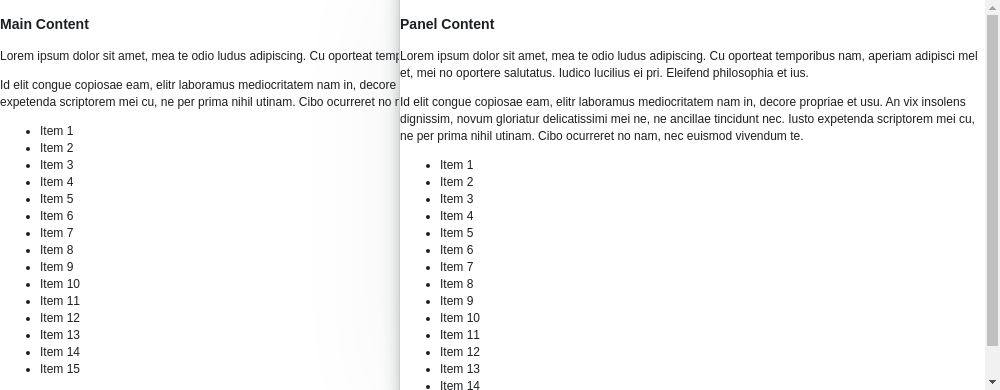 Main Content
Lorem ipsum dolor sit amet, mea te odio ludus adipiscing. Cu oporteat
Id elit congue copiosae eam, elitr laboramus mediocritatem nam in, decore
expetenda scriptorem mei cu, ne per prima nihil utinam. Cibo ocurreret no
Item 1
Item 2
Item 3
Item 4
Item 5
Item 6
Item 7
Item 8
Item 9
Item 10
Item 11
Item 12
Item 13
Item 14
Item 15
Panel Content
Lorem ipsum dolor sit amet, mea te odio ludus adipiscing. Cu oporteat temporibus nam, aperiam adipisci mel
et, mei no oportere salutatus. Iudico lucilius ei pri. Eleifend philosophia et ius.
Id elit congue copiosae eam, elitr laboramus mediocritatem nam in, decore propriae et usu. An vix insolens
dignissim, novum gloriatur delicatissimi mei ne, ne ancillae tincidunt nec. Iusto expetenda scriptorem mei cu,
ne per prima nihil utinam. Cibo ocurreret no nam, nec euismod vivendum te.
Item 1
Item 2
Item 3
Item 4
Item 5
Item 6
Item 7
Item 8
Item 9
Item 10
Item 11
Item 12
Item 13
Item 14